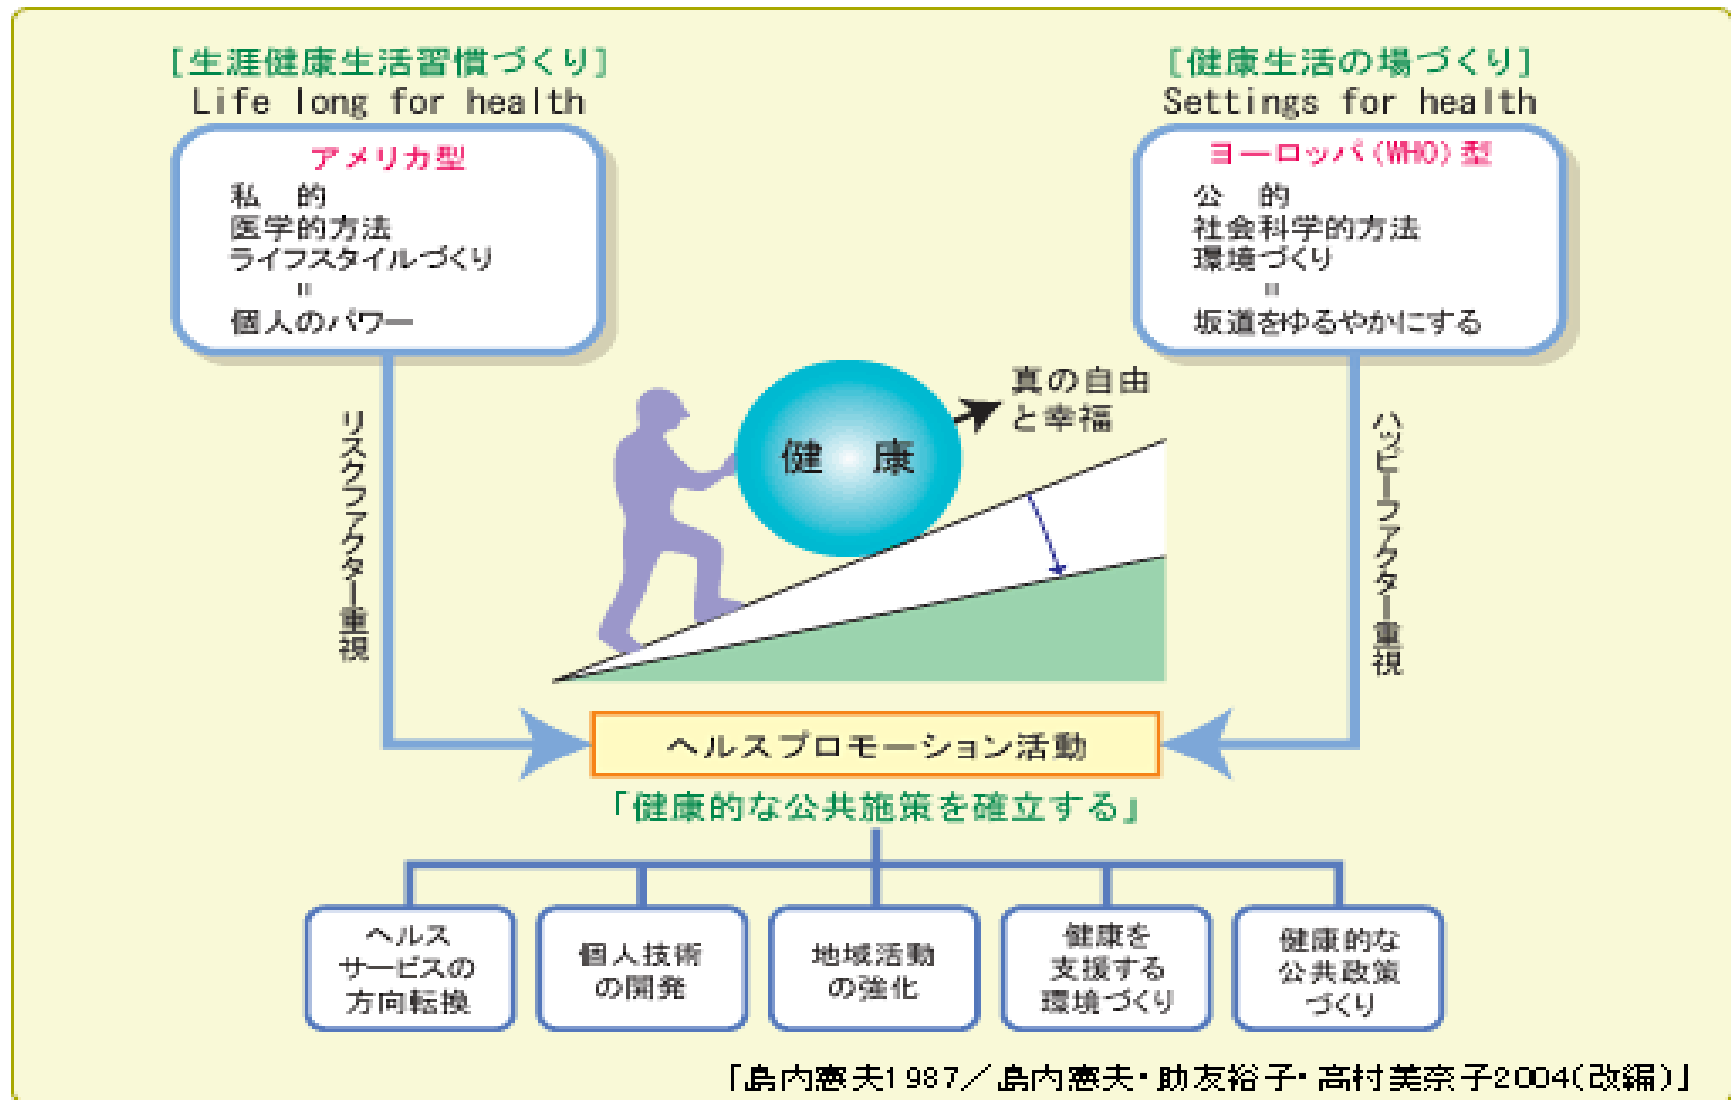 [生涯健康生活習慣づくり]
Life long for health
アメリカ型
私　的
医学的方法
ライフスタイルづくり
=
個人のパワー
[健康生活の場づくり]
Settings for health
ヨーロッパ(WHO)型
公　的
社会科学的方法
環境づくり
=
坂道をゆるやかにする
リスクファクター重視
健　康
真の自由
と幸福
ハッピーファクター重視
ヘルスプロモーション活動
「健康的な公共施策を確立する」
ヘルス
サービスの
方向転換
個人技術
の開発
地域活動
の強化
健康を
支援する
環境づくり
健康的な
公共政策
づくり
「島内憲夫1987／島内憲夫・助友裕子・高村美奈子2004(改編)」